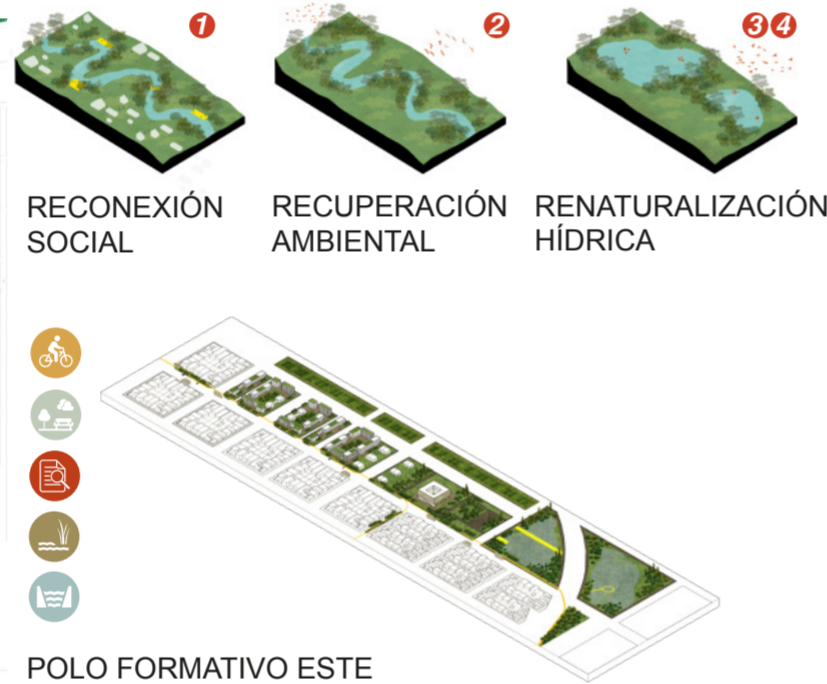 1
2
3 4
RECONEXIÓN
SOCIAL
RECUPERACIÓN
AMBIENTAL
RENATURALIZACIÓN
HÍDRICA
POLO FORMATIVO ESTE